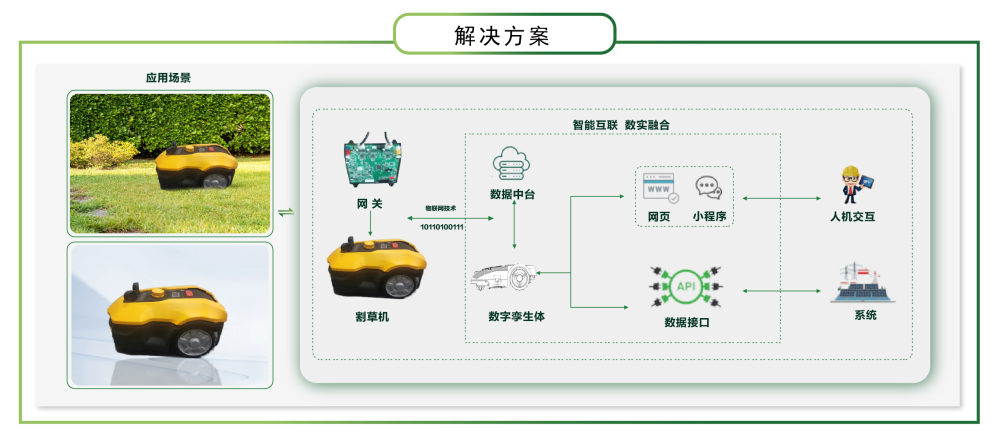 解决方案
应用场景
智能互联 数实融合
网 关
物联网技术
10110100111
割草机
数据中台
数字孪生体
WWW
网页
小程序
API
数据接口
人机交互
系统